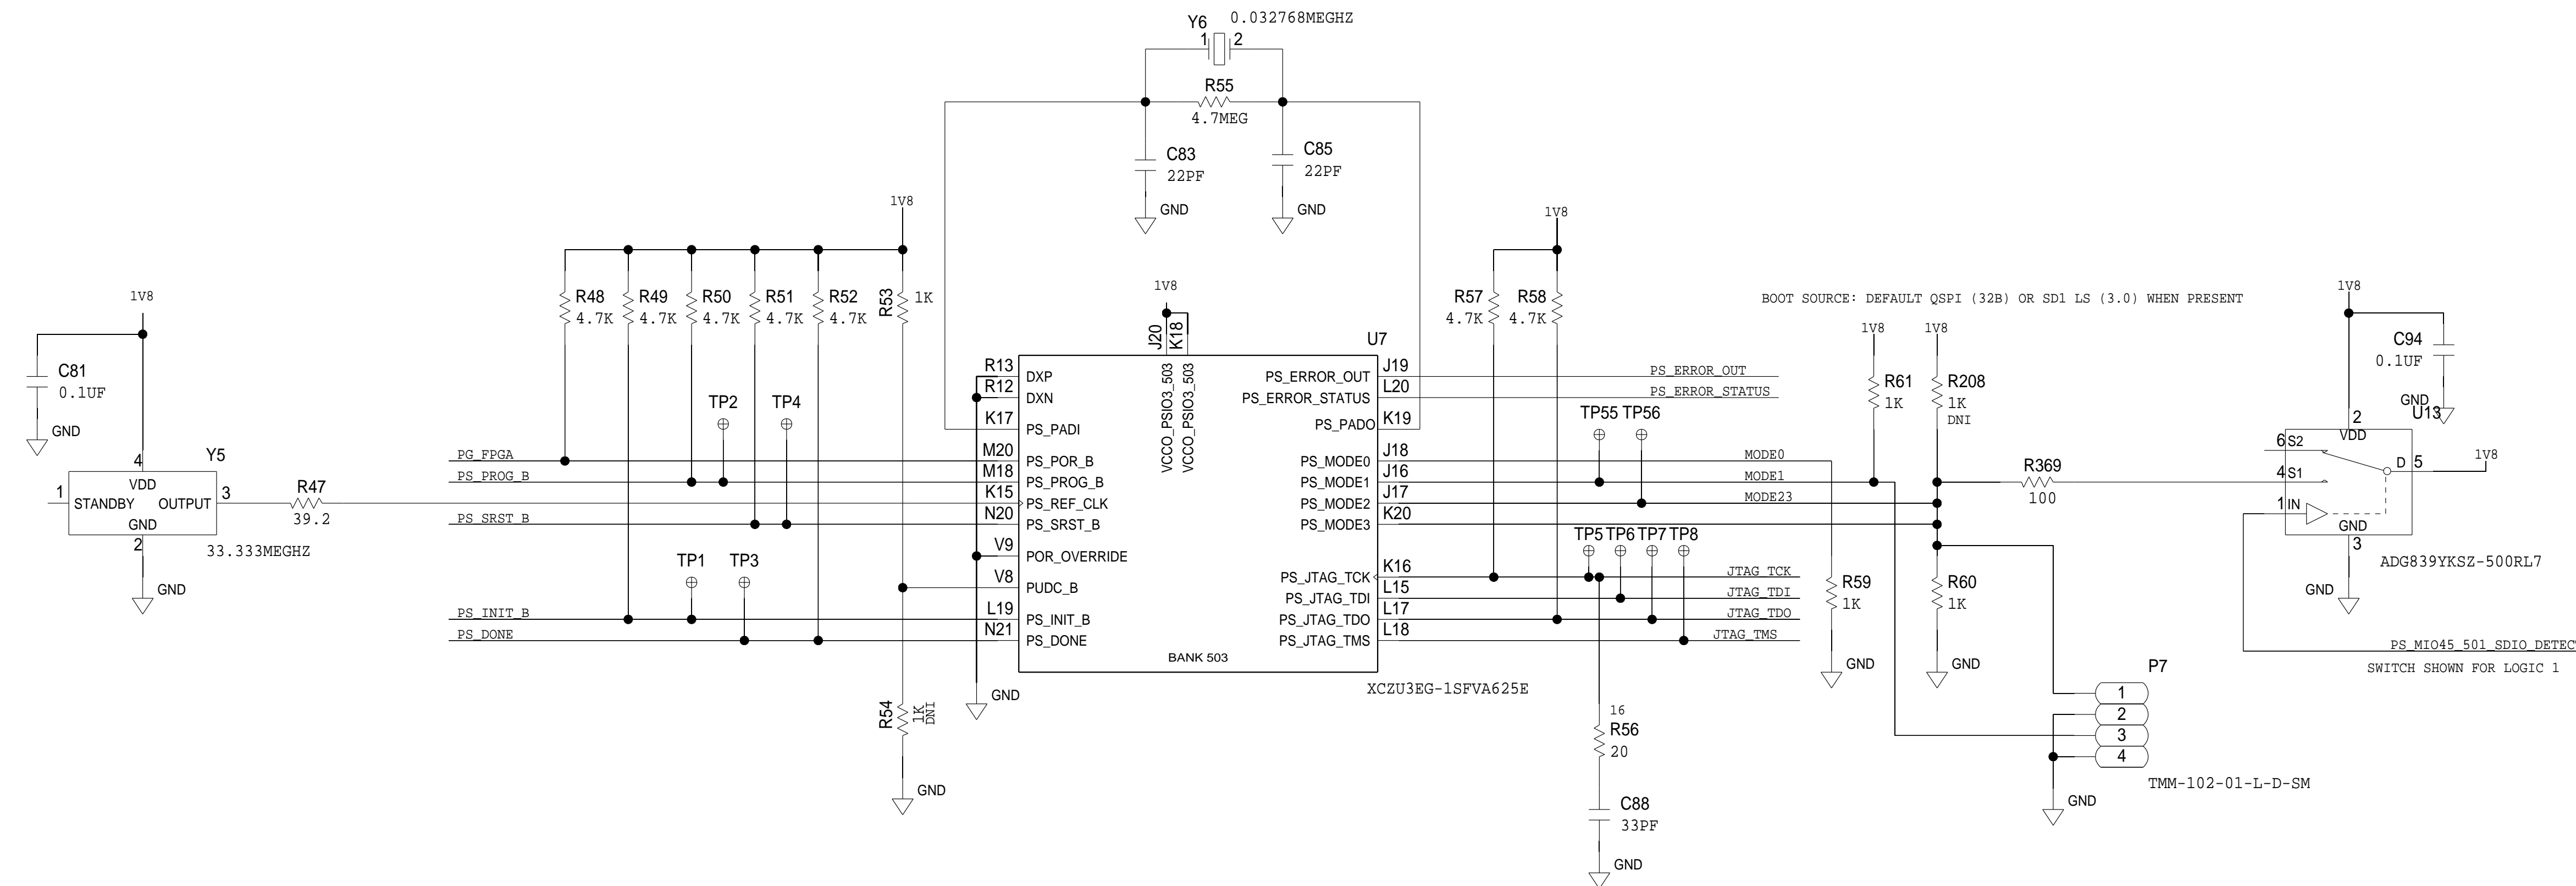 Y6
0.032768MEGHZ
1 2
R55
4.7MEG
C83
22PF
GND
C85
22PF
GND
1V8
R48
4.7K
R49
4.7K
R50
4.7K
R51
4.7K
R52
4.7K
R53
1K
1V8
C81
0.1UF
GND
Y5
4
VDD
1 STANDBY OUTPUT 3
GND
2
33.333MEGHZ
GND
R47
39.2
TP2
TP4
TP1
TP3
PG_FPGA
PS_PROG_B
PS_SRST_B
PS_INIT_B
PS_DONE
R54
1K
DNI
GND
GND
1V8
J20
K18
VCCO_PSIO3_503
VCCO_PSIO3_503
U7
R13 DXP
R12 DXN
K17 PS_PADI
M20 PS_POR_B
M18 PS_PROG_B
K15 PS_REF_CLK
N20 PS_SRST_B
V9 POR_OVERRIDE
V8 PUDC_B
L19 PS_INIT_B
N21 PS_DONE
PS_ERROR_OUT J19
PS_ERROR_STATUS L20
PS_PADO K19
PS_MODE0 J18
PS_MODE1 J16
PS_MODE2 J17
PS_MODE3 K20
PS_JTAG_TCK K16
PS_JTAG_TDI L15
PS_JTAG_TDO L17
PS_JTAG_TMS L18
BANK 503
XCZU3EG-1SFVA625E
1V8
R57
4.7K
R58
4.7K
PS_ERROR_OUT
PS_ERROR_STATUS
TP55
TP56
MODE0
MODE1
MODE23
TP5
TP6
TP7
TP8
JTAG_TCK
JTAG_TDI
JTAG_TDO
JTAG_TMS
16
R56
20
C88
33PF
GND
BOOT SOURCE: DEFAULT QSPI (32B) OR SD1 LS (3.0) WHEN PRESENT
1V8
R61
1K
1V8
R208
1K
DNI
R59
1K
GND
R60
1K
GND
R369
100
1V8
C94
0.1UF
GND
U13
2
VDD
6 S2
4 S1
1 IN
D 5
1V8
GND
3
GND
ADG839YKSZ-500RL7
PS_MIO45_501_SDIO_DETECT
SWITCH SHOWN FOR LOGIC 1
P7
1
2
3
4
TMM-102-01-L-D-SM
GND